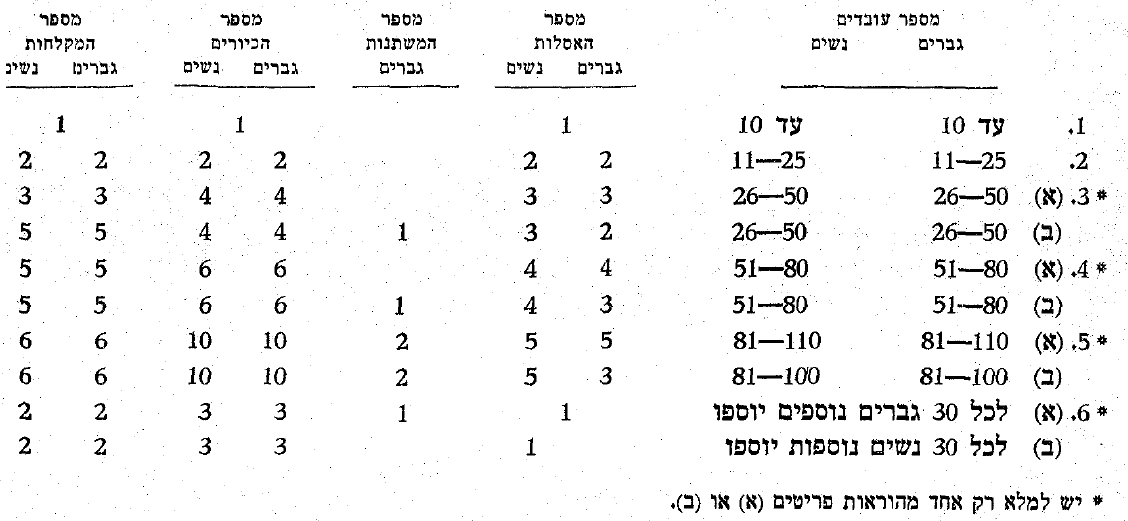 מספר עובדים מספר מספר מספר מספר
גברים נשים האסלות המשתנות הכיורים המקלחות
גברים נשים גברים גברים נשים גברים נשים
1. עד 10 עד 10 1 1 1
2. 11—25 11—25 2 2 2 2 2 2
* 3. (א) 26—50 26—50 3 3 4 4 3 3
(ב) 26—50 26—50 2 3 1 4 4 5 5
* 4. (א) 51—80 51—80 4 4 6 6 5 5
(ב) 51—80 51—80 3 4 1 6 6 5 5
* 5. (א) 81—110 81—110 5 5 2 10 10 6 6
(ב) 81—100 81—100 3 5 2 10 10 6 6
* 6. (א) לכל 30 גברים נוספים יוספו 1 1 3 3 2 2
(ב) לכל 30 נשים נוספות יוספו 1 3 3 2 2
* יש למלא רק אחד מהוראות פריטים (א) או (ב).